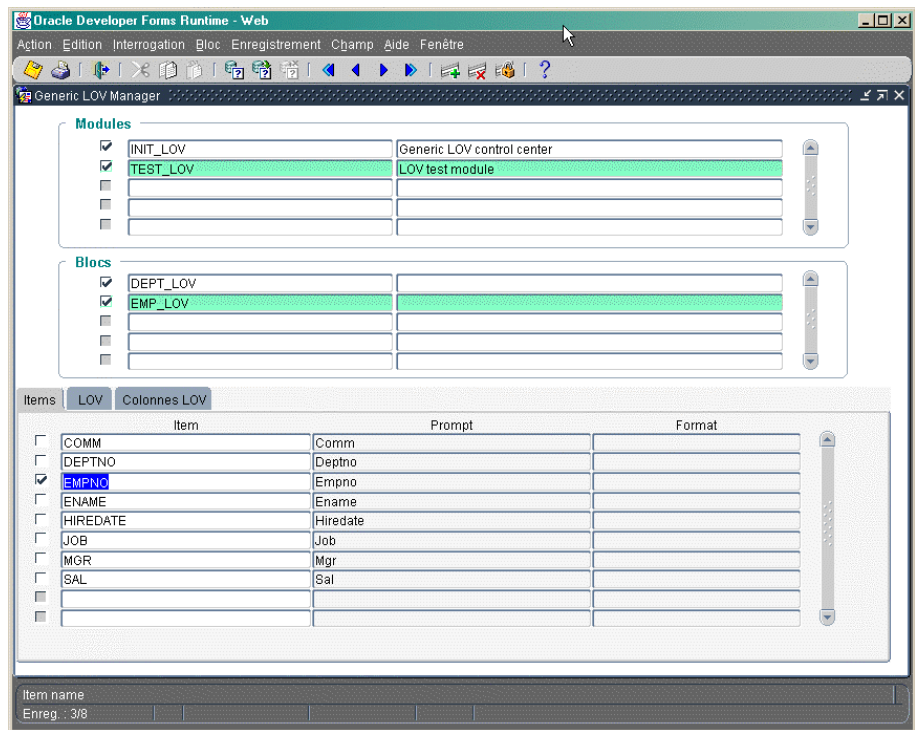 Oracle Developer Forms Runtime - Web
Action Edition Interrogation Bloc Enregistrement Champ Aide Fenêtre
Generic LOV Manager
Modules
INIT_LOV Generic LOV control center
TEST_LOV LOV test module
Blocs
DEPT_LOV
EMP_LOV
Items LOV Colonnes LOV
Item Prompt Format
COMM Comm
DEPTNO Deptno
EMPNO Empno
ENAME Ename
HIREDATE Hiredate
JOB Job
MGR Mgr
SAL Sal
Item name
Enreg. : 3/8